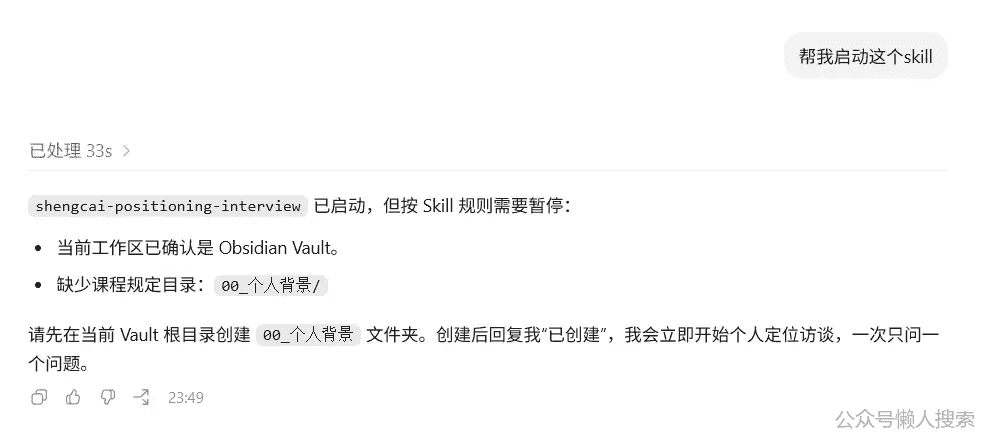 帮我启动这个skill
已处理 33s >
shengcai-positioning-interview 已启动，但按 Skill 规则需要暂停：
• 当前工作区已确认是 Obsidian Vault。
• 缺少课程规定目录：00_个人背景/
请先在当前 Vault 根目录创建 00_个人背景 文件夹。创建后回复我“已创建”，我会立即开始个人定位访谈，一次只问一
个问题。
23:49
公众号懒人搜索